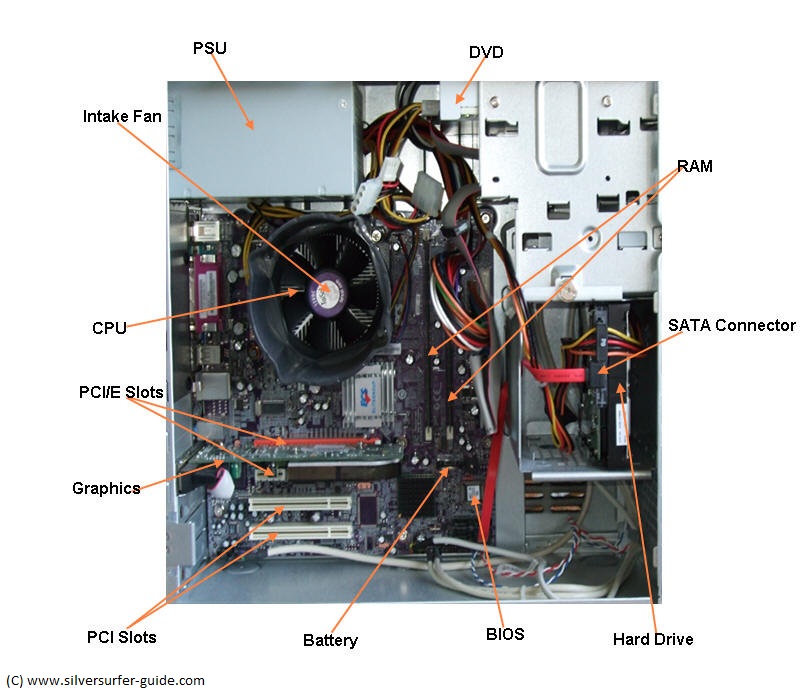 PSU
DVD
Intake Fan
RAM
CPU
SATA Connector
PCI/E Slots
Graphics
PCI Slots
Battery
BIOS
Hard Drive
ECS
(C) www.silversurfer-guide.com